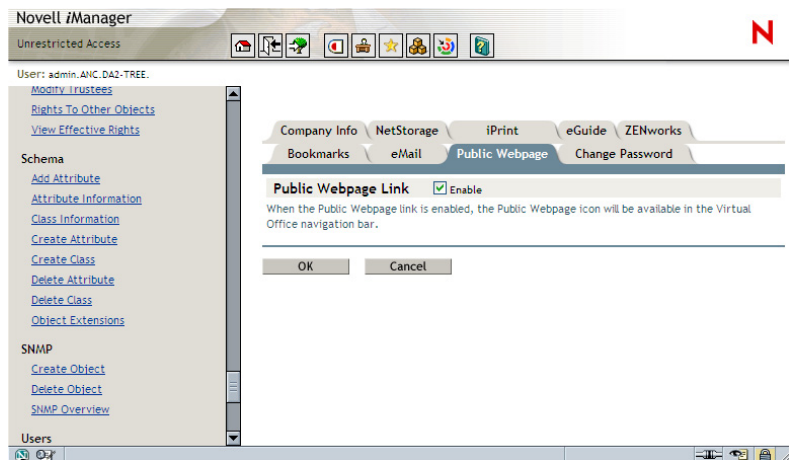 Novell iManager
Unrestricted Access
N
User: admin.ANC.DA2-TREE.
Modify Trustees
Rights To Other Objects
View Effective Rights
Schema
Add Attribute
Attribute Information
Class Information
Create Attribute
Create Class
Delete Attribute
Delete Class
Object Extensions
SNMP
Create Object
Delete Object
SNMP Overview
Users
Company Info NetStorage iPrint eGuide ZENworks
Bookmarks eMail Public Webpage Change Password
Public Webpage Link Enable
When the Public Webpage link is enabled, the Public Webpage icon will be available in the Virtual
Office navigation bar.
OK Cancel